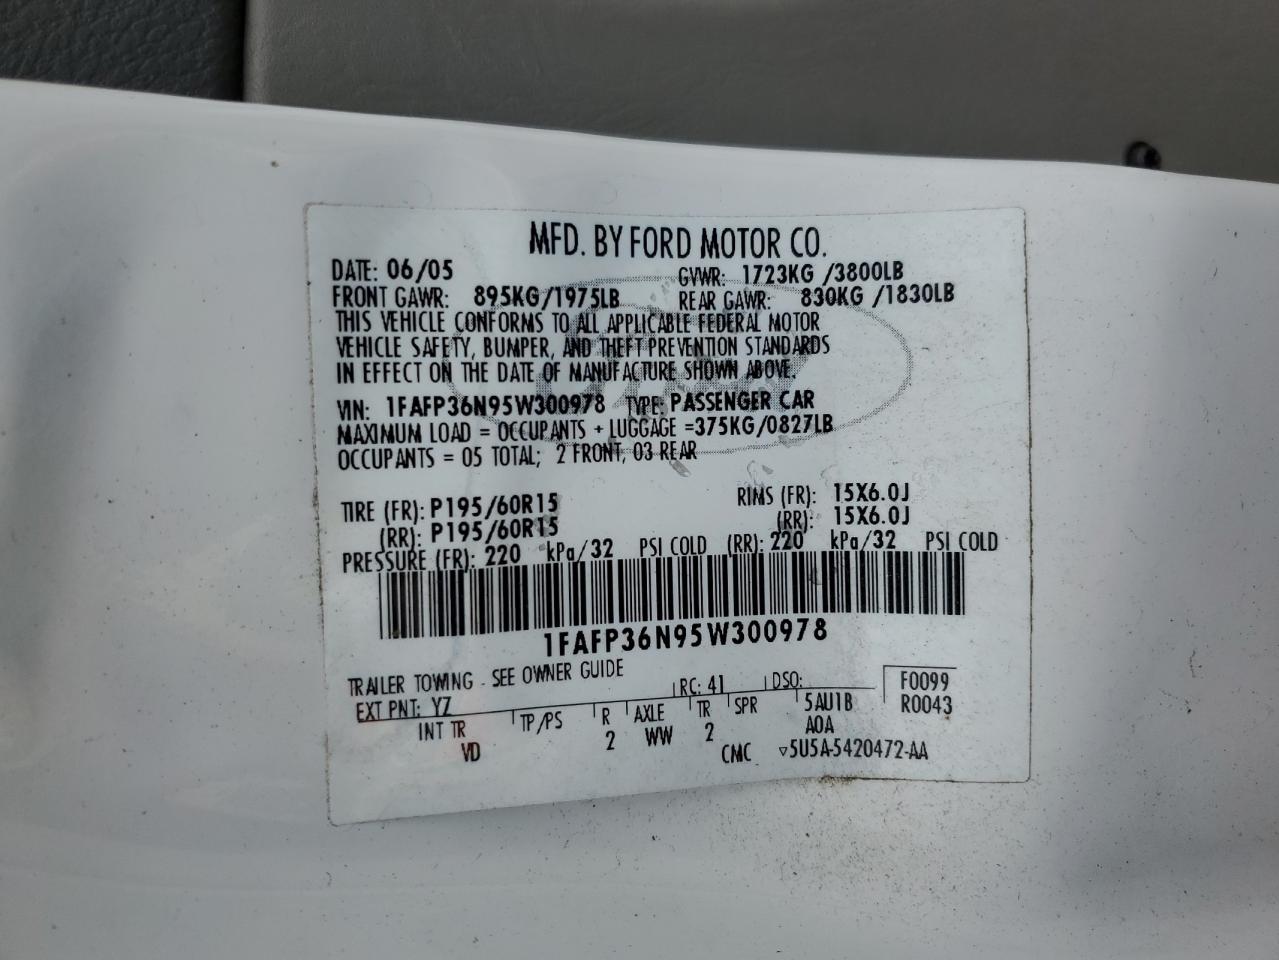 MFD. BY FORD MOTOR CO.
DATE: 06/05 GVWR: 1723KG /3800LB
FRONT GAWR: 895KG/1975LB REAR GAWR: 830KG /1830LB
THIS VEHICLE CONFORMS TO ALL APPLICABLE FEDERAL MOTOR
VEHICLE SAFETY, BUMPER, AND THEFT PREVENTION STANDARDS
IN EFFECT ON THE DATE OF MANUFACTURE SHOWN ABOVE.
VIN: 1FAFP36N95W300978 TYPE: PASSENGER CAR
MAXIMUM LOAD = OCCUPANTS + LUGGAGE =375KG/0827LB
OCCUPANTS = 05 TOTAL; 2 FRONT, 03 REAR
TIRE (FR): P195/60R15 RIMS (FR): 15X6.0J
(RR): P195/60R15 (RR): 15X6.0J
PRESSURE (FR): 220 kPa/32 PSI COLD (RR): 220 kPa/32 PSI COLD
1FAFP36N95W300978
TRAILER TOWING - SEE OWNER GUIDE
EXT PNT: YZ RC: 41 DSO: F0099
INT TR TP/PS R AXLE TR SPR 5AU1B R0043
VD 2 WW 2 A0A
CMC ▿5U5A-5420472-AA